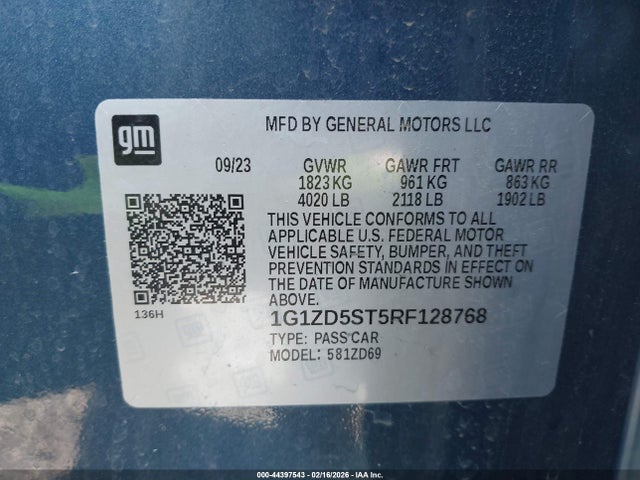 gm
MFD BY GENERAL MOTORS LLC
09/23 GVWR GAWR FRT GAWR RR
1823 KG 961 KG 863 KG
4020 LB 2118 LB 1902 LB
THIS VEHICLE CONFORMS TO ALL
APPLICABLE U.S. FEDERAL MOTOR
VEHICLE SAFETY, BUMPER, AND THEFT
PREVENTION STANDARDS IN EFFECT ON
THE DATE OF MANUFACTURE SHOWN
ABOVE.
136H
1G1ZD5ST5RF128768
TYPE: PASS CAR
MODEL: 581ZD69
000-44397543 - 02/16/2026 - IAA Inc.